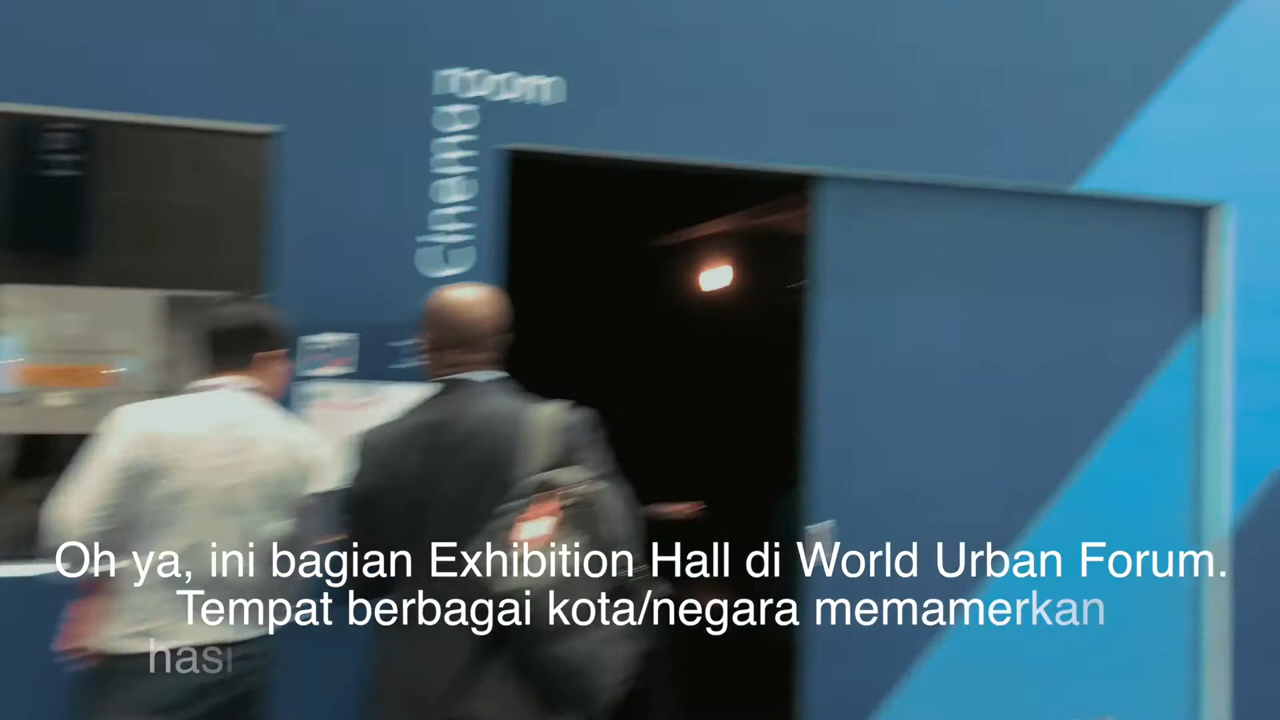 room
Cinema
Oh ya, ini bagian Exhibition Hall di World Urban Forum.
Tempat berbagai kota/negara memamerkan
hasi